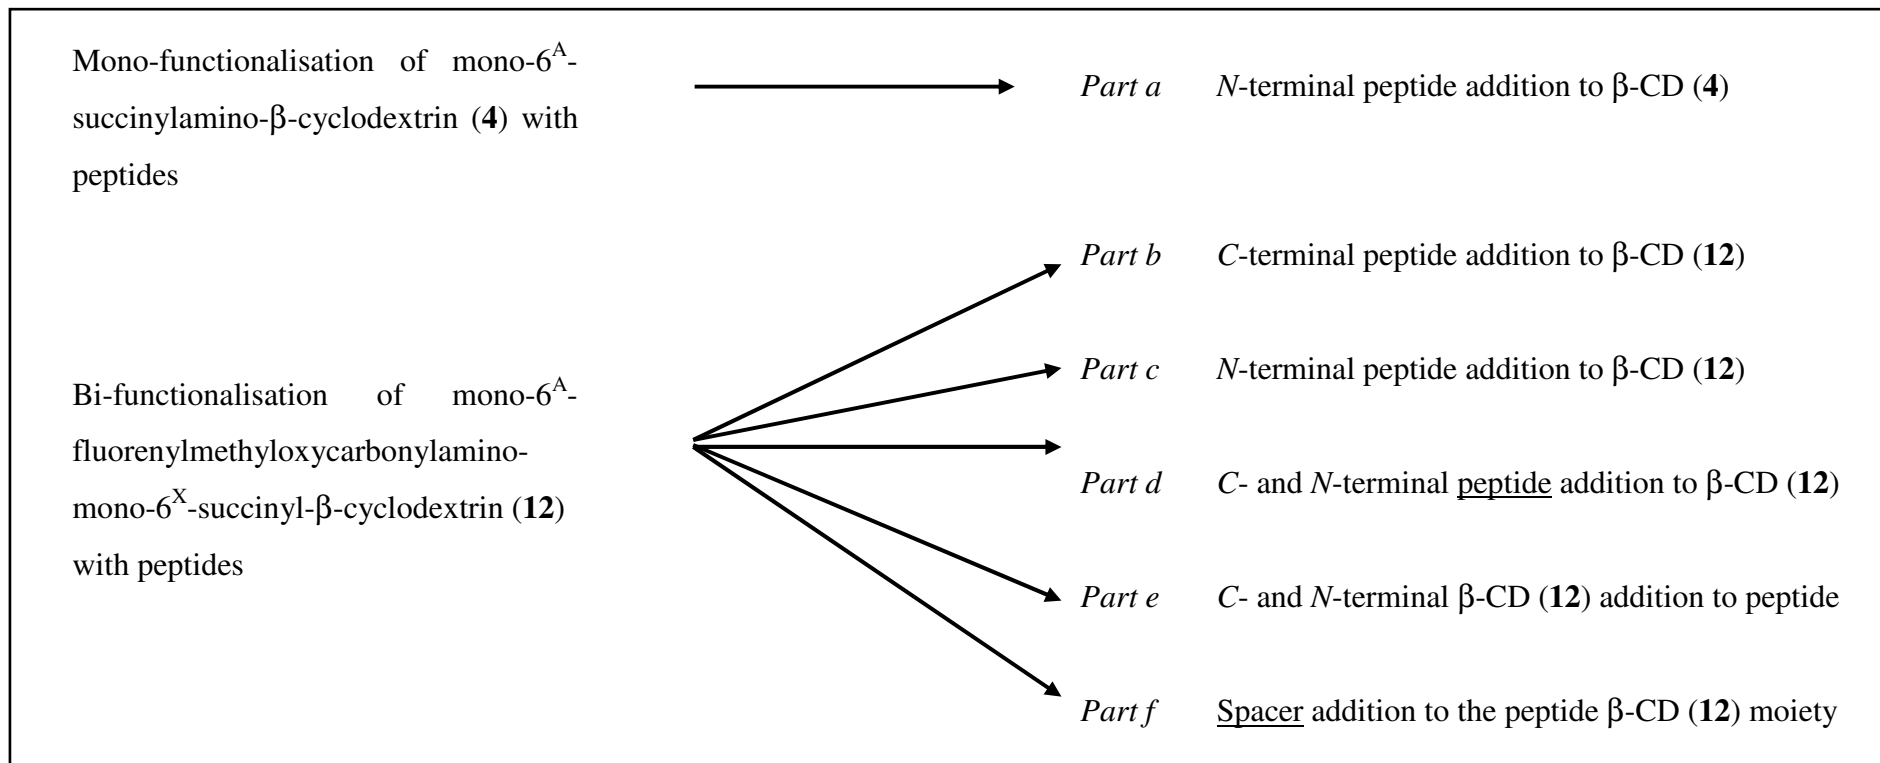 Mono-functionalisation of mono-6^A-
succinylamino-β-cyclodextrin (4) with
peptides
Part a N-terminal peptide addition to β-CD (4)
Bi-functionalisation of mono-6^A-
fluorenylmethyloxycarbonylamino-
mono-6^X-succinyl-β-cyclodextrin (12)
with peptides
Part b C-terminal peptide addition to β-CD (12)
Part c N-terminal peptide addition to β-CD (12)
Part d C- and N-terminal peptide addition to β-CD (12)
Part e C- and N-terminal β-CD (12) addition to peptide
Part f Spacer addition to the peptide β-CD (12) moiety